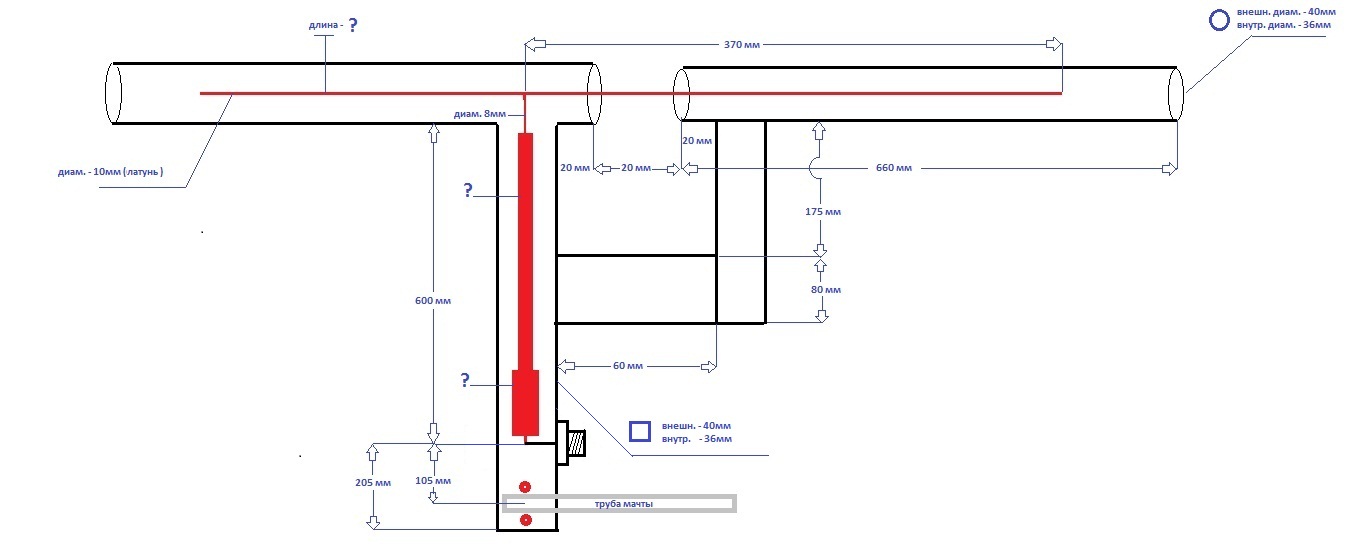 внешн. диам. - 40мм
внутр. диам. - 36мм
длина - ?
370 мм
диам. 8мм
20 мм
20 мм
20 мм
660 мм
диам. - 10мм (латунь )
?
175 мм
80 мм
600 мм
60 мм
?
внешн. - 40мм
внутр. - 36мм
205 мм
105 мм
труба мачты